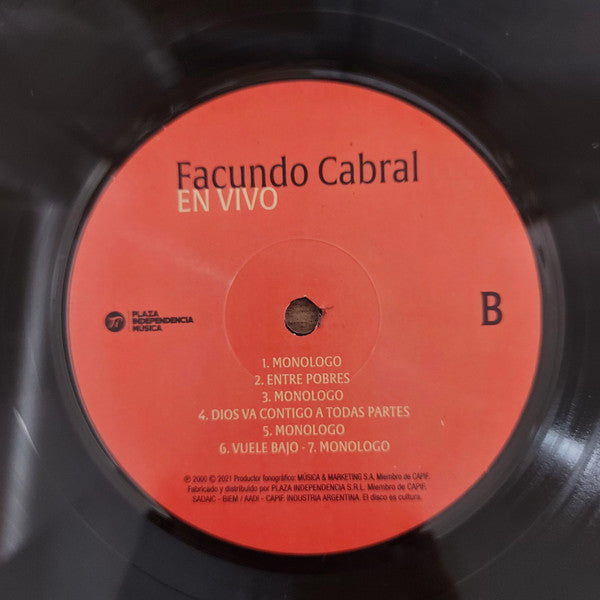 Facundo Cabral
EN VIVO
B
PLAZA
INDEPENDENCIA
MÚSICA
1. MONOLOGO
2. ENTRE POBRES
3. MONOLOGO
4. DIOS VA CONTIGO A TODAS PARTES
5. MONOLOGO
6. VUELE BAJO - 7. MONOLOGO
℗ 2000 © 2021 Productor fonográfico: MÚSICA & MARKETING S.A. Miembro de CAPIF.
Fabricado y distribuido por PLAZA INDEPENDENCIA S.R.L. Miembro de CAPIF.
SADAIC - BIEM / AADI - CAPIF. INDUSTRIA ARGENTINA. El disco es cultura.